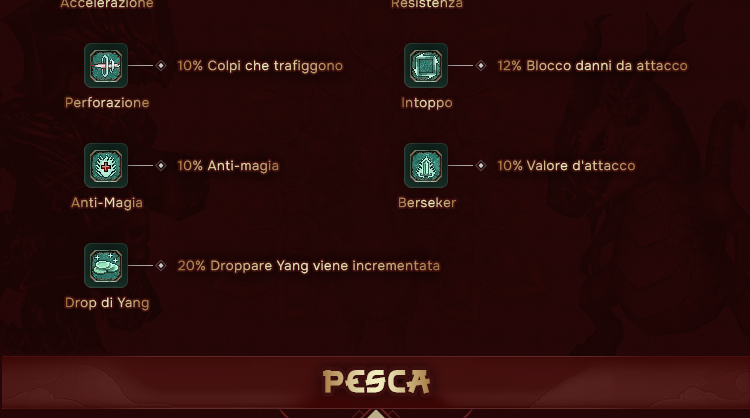 Accelerazione
Resistenza
10% Colpi che trafiggono
12% Blocco danni da attacco
Perforazione
Intoppo
10% Anti-magia
10% Valore d'attacco
Anti-Magia
Berseker
20% Droppare Yang viene incrementata
Drop di Yang
PESCA